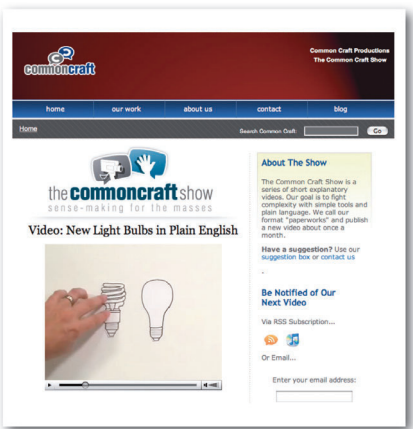 commoncraft
Common Craft Productions
The Common Craft Show
home our work about us contact blog
Home
Search Common Craft: Go
the commoncraft show
sense-making for the masses
Video: New Light Bulbs in Plain English
About The Show
The Common Craft Show is a
series of short explanatory
videos. Our goal is to fight
complexity with simple tools and
plain language. We call our
format "paperworks" and publish
a new video about once a
month.
Have a suggestion? Use our
suggestion box or contact us
.
Be Notified of Our
Next Video
Via RSS Subscription...
Or Email...
Enter your email address: